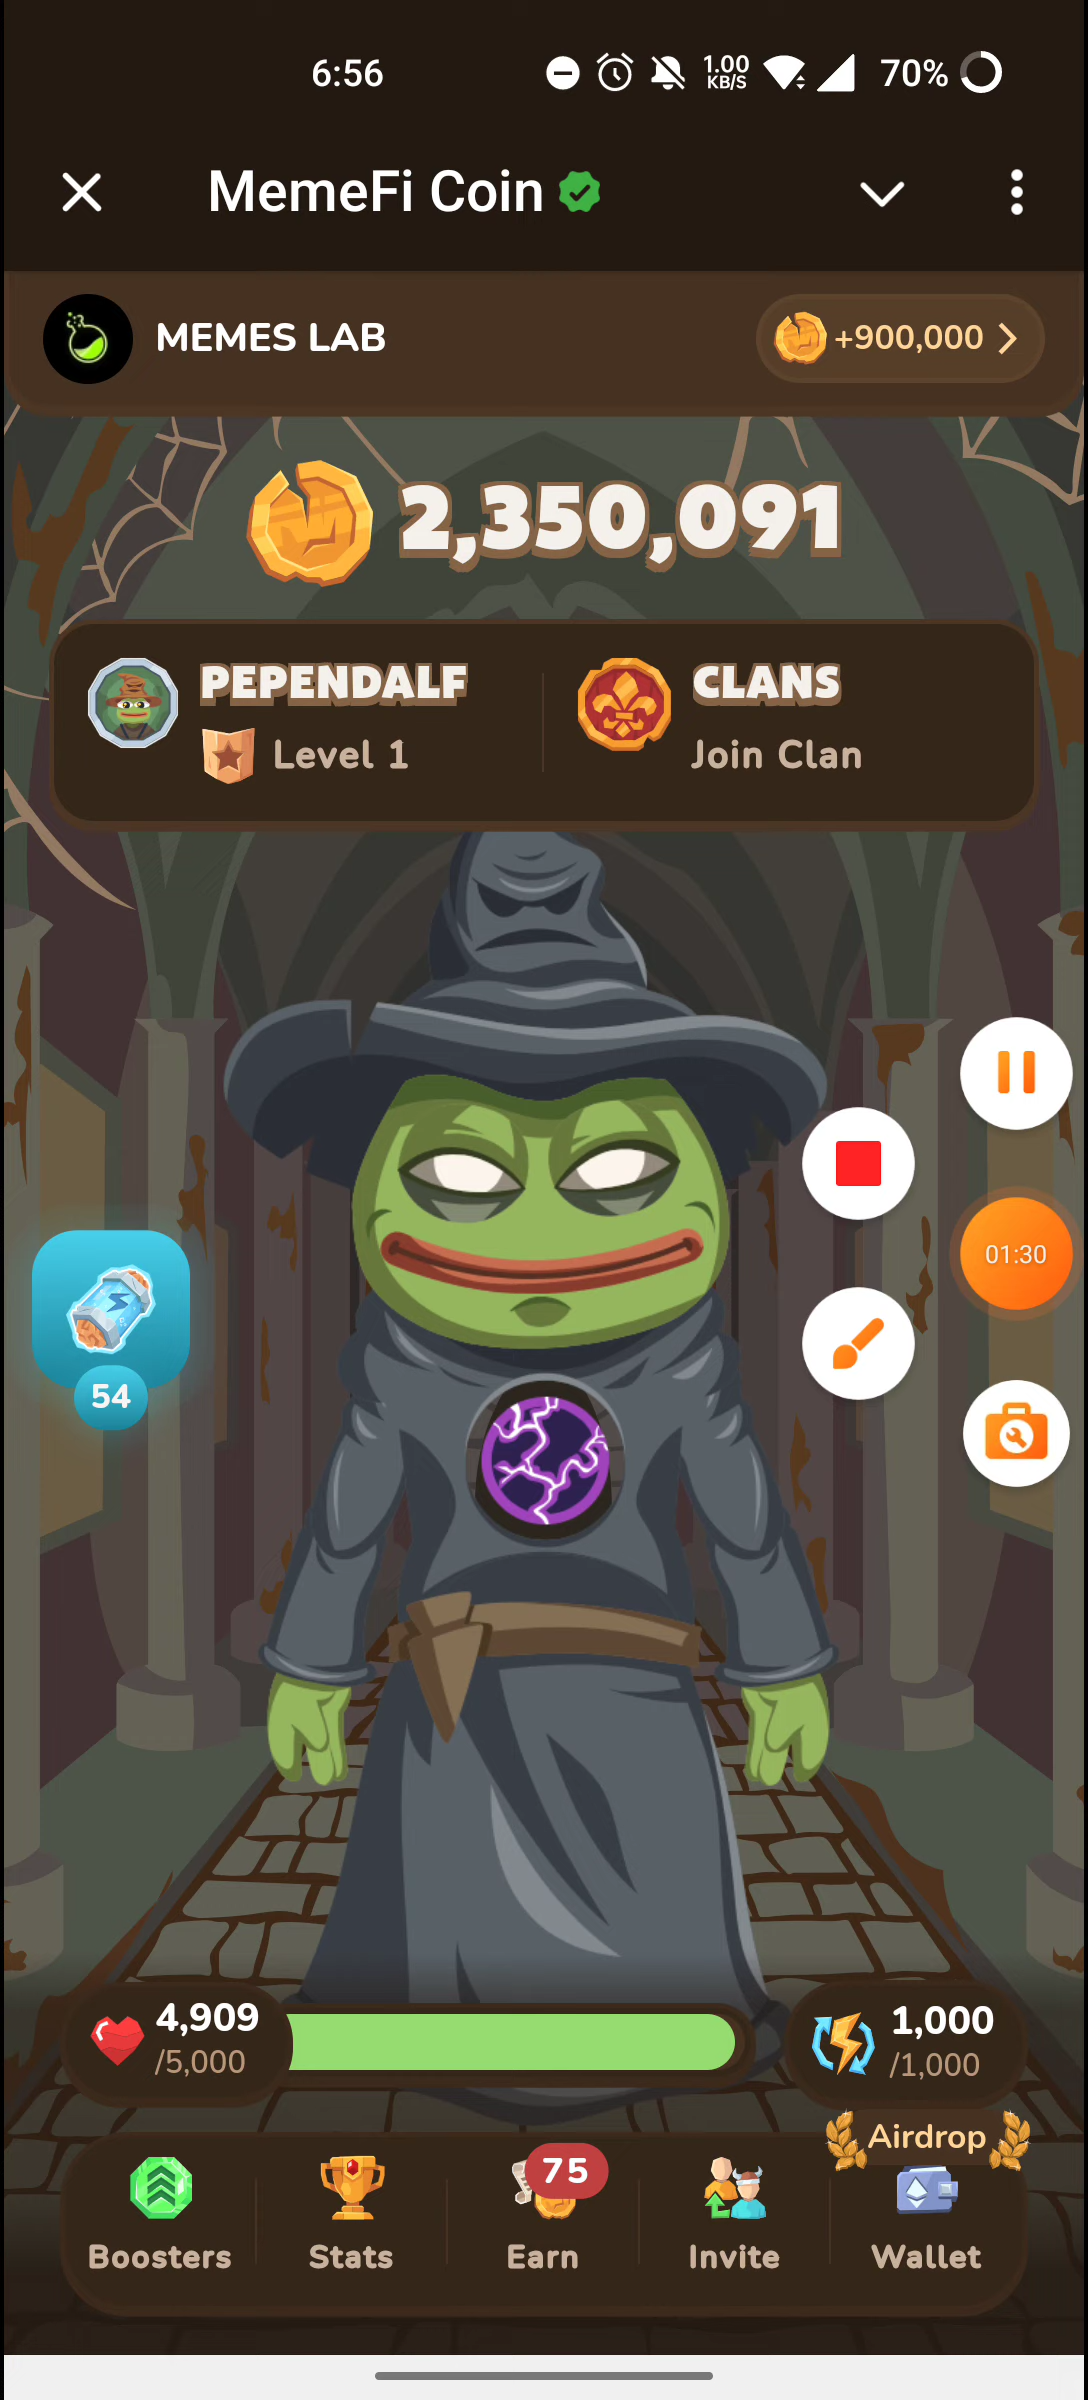 6:56
1.00
KB/S
70%
MemeFi Coin
MEMES LAB
+900,000
2,350,091
PEPENDALF
Level 1
CLANS
Join Clan
01:30
54
4,909
/5,000
1,000
/1,000
Airdrop
75
Boosters
Stats
Earn
Invite
Wallet